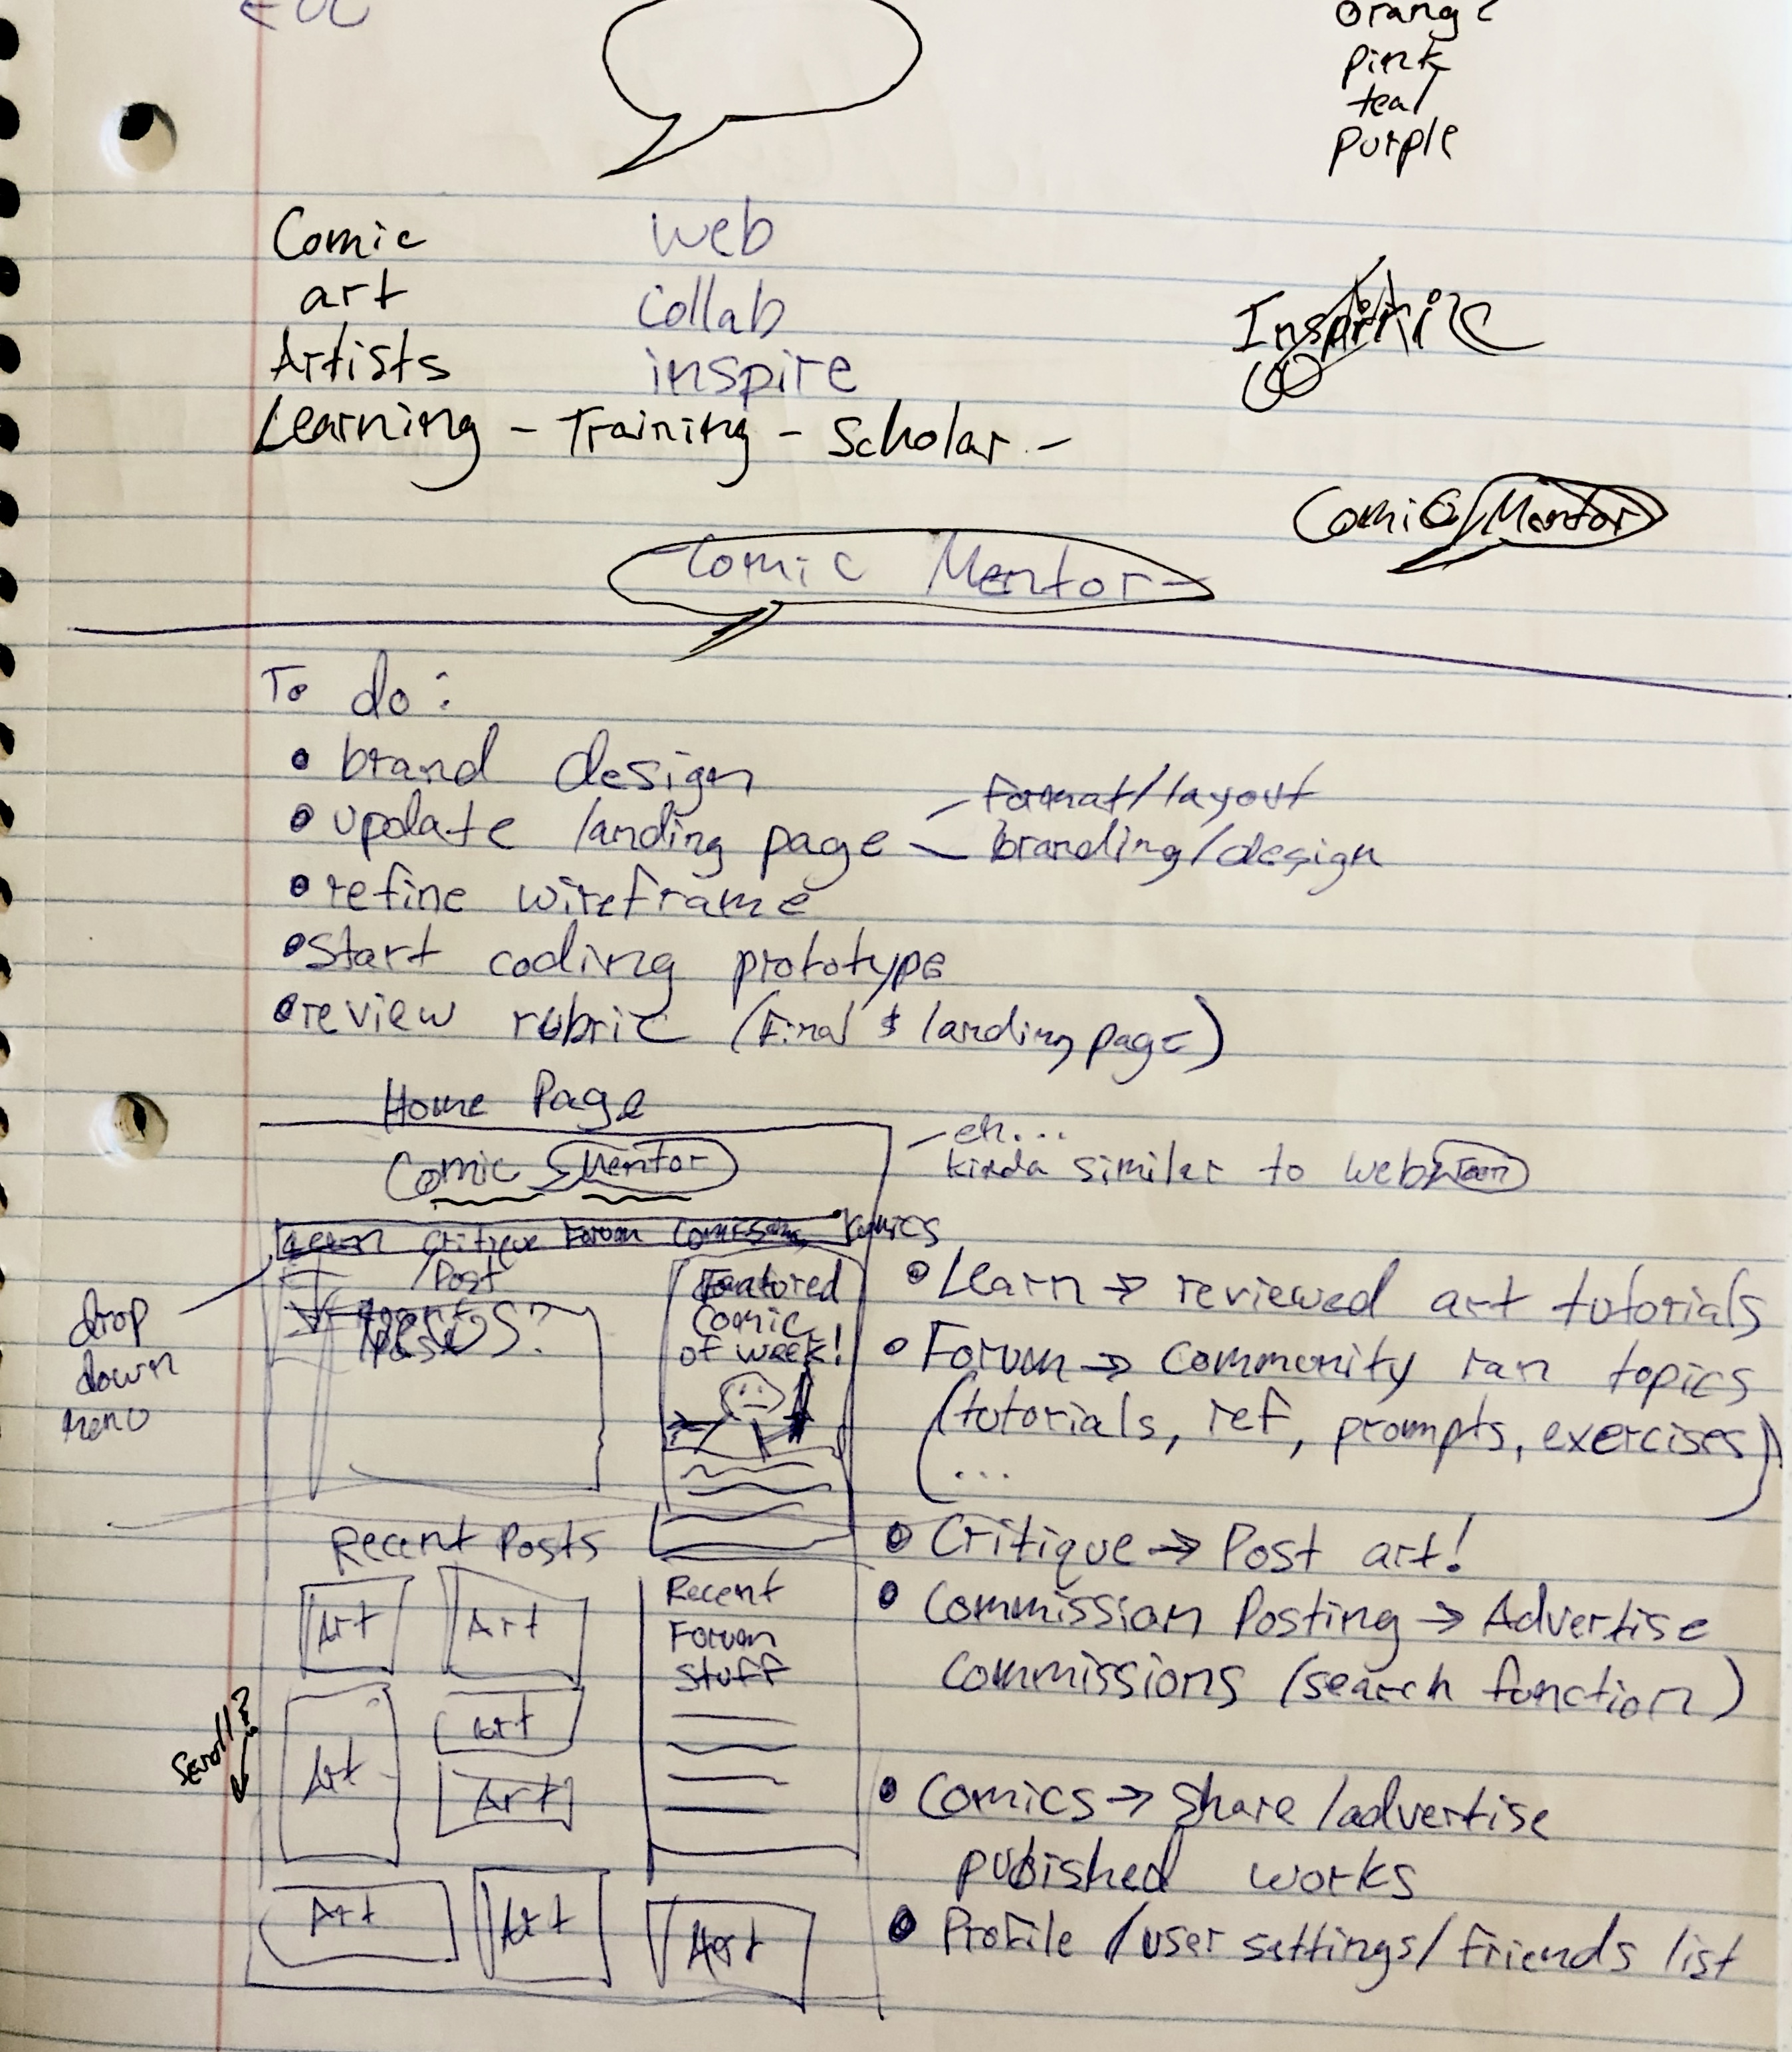 orange
pink
teal
purple
Comic web
art collab
Artists inspire
Learning - Training - Scholar -
Comic Mentor
Comic Mentor
To do:
• brand design
• update landing page - format/layout
- branding/design
• refine wireframe
• start coding prototype
• review rubric (Final & landing page)
Home Page
Comic Mentor
- eh...
kinda similar to webtoon
Learn Critique Forum Comissions Comics
/Post
drop
down
menu
Posts?
Featured
Comic
of week!
• Learn → reviewed art tutorials
• Forum → Community ran topics
(tutorials, ref, prompts, exercises)
...
Recent Posts
• Critique → Post art!
Art Art
Recent
Forum
stuff
• Commission Posting → Advertise
commissions (search function)
Scroll?
Art art
Art
• Comics → share/advertise
published works
Art Art Art
• Profile/user settings/friends list